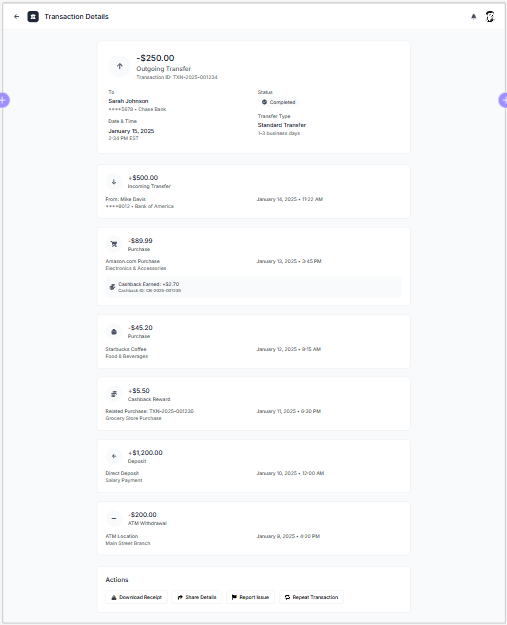 Transaction Details
-$250.00
Outgoing Transfer
Transaction ID: TXN-2025-001234
To
Sarah Johnson
****5678 • Chase Bank
Date & Time
January 15, 2025
2:34 PM EST
Status
Completed
Transfer Type
Standard Transfer
1-3 business days
+$500.00
Incoming Transfer
From: Mike Davis
****9012 • Bank of America
January 14, 2025 • 11:22 AM
-$89.99
Purchase
Amazon.com Purchase
Electronics & Accessories
January 13, 2025 • 3:45 PM
Cashback Earned: +$2.70
Cashback ID: CB-2025-001235
-$45.20
Purchase
Starbucks Coffee
Food & Beverages
January 12, 2025 • 8:15 AM
+$5.50
Cashback Reward
Related Purchase: TXN-2025-001230
Grocery Store Purchase
January 11, 2025 • 6:30 PM
+$1,200.00
Deposit
Direct Deposit
Salary Payment
January 10, 2025 • 12:00 AM
-$200.00
ATM Withdrawal
ATM Location
Main Street Branch
January 9, 2025 • 4:20 PM
Actions
Download Receipt
Share Details
Report Issue
Repeat Transaction